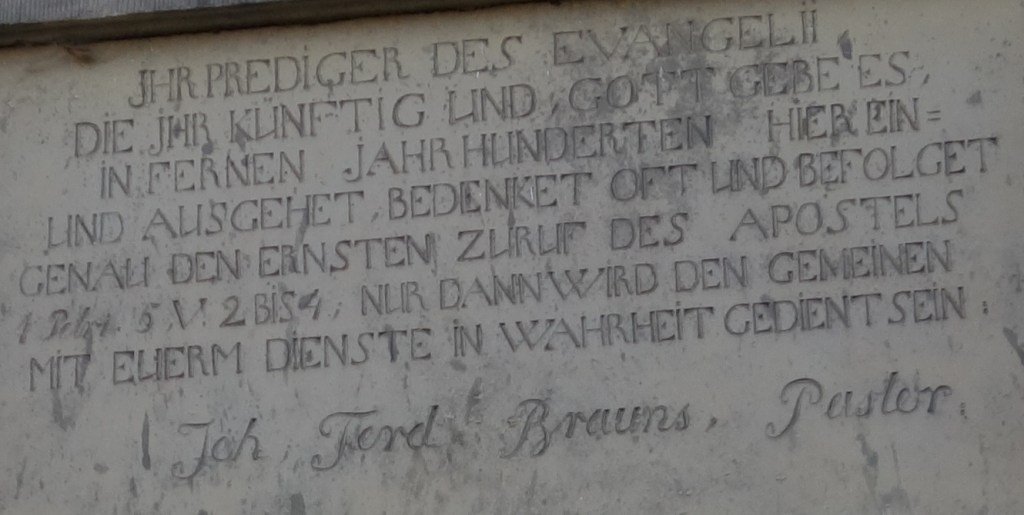 JHR PREDIGER DES EVANGELII
DIE JHR KÜNFTIG UND, GOTT GEBE ES,
IN FERNEN JAHRHUNDERTEN HIER EIN=
UND AUSGEHET, BEDENKET OFT UND BEFOLGET
GENAU DEN ERNSTEN ZURUF DES APOSTELS
1 Petri. 5, V. 2 BIS 4, NUR DANN WIRD DEN GEMEINEN
MIT EUERM DIENSTE IN WAHRHEIT GEDIENT SEIN.
Joh. Ferd. Brauns, Pastor.